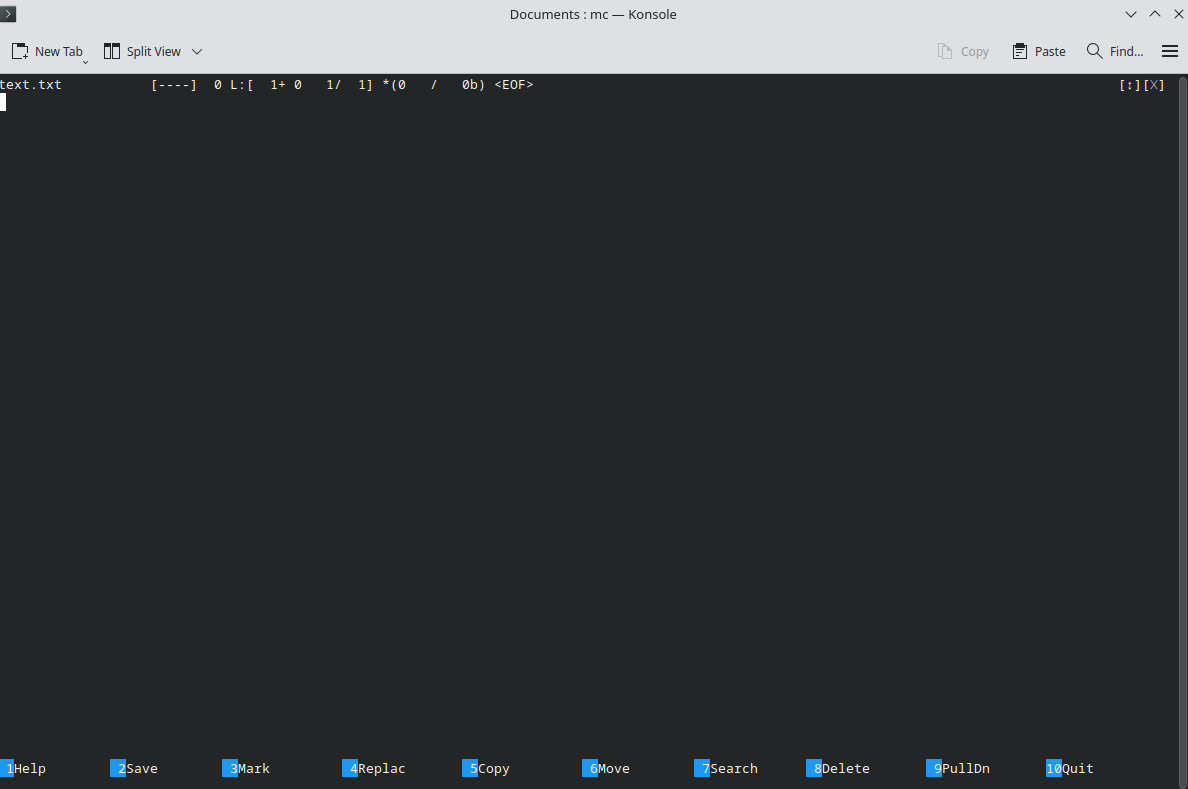 Documents : mc — Konsole
New Tab Split View Copy Paste Find...
text.txt [----] 0 L:[ 1+ 0 1/ 1] *(0 / 0b) <EOF> [↕][X]
1Help 2Save 3Mark 4Replac 5Copy 6Move 7Search 8Delete 9PullDn 10Quit